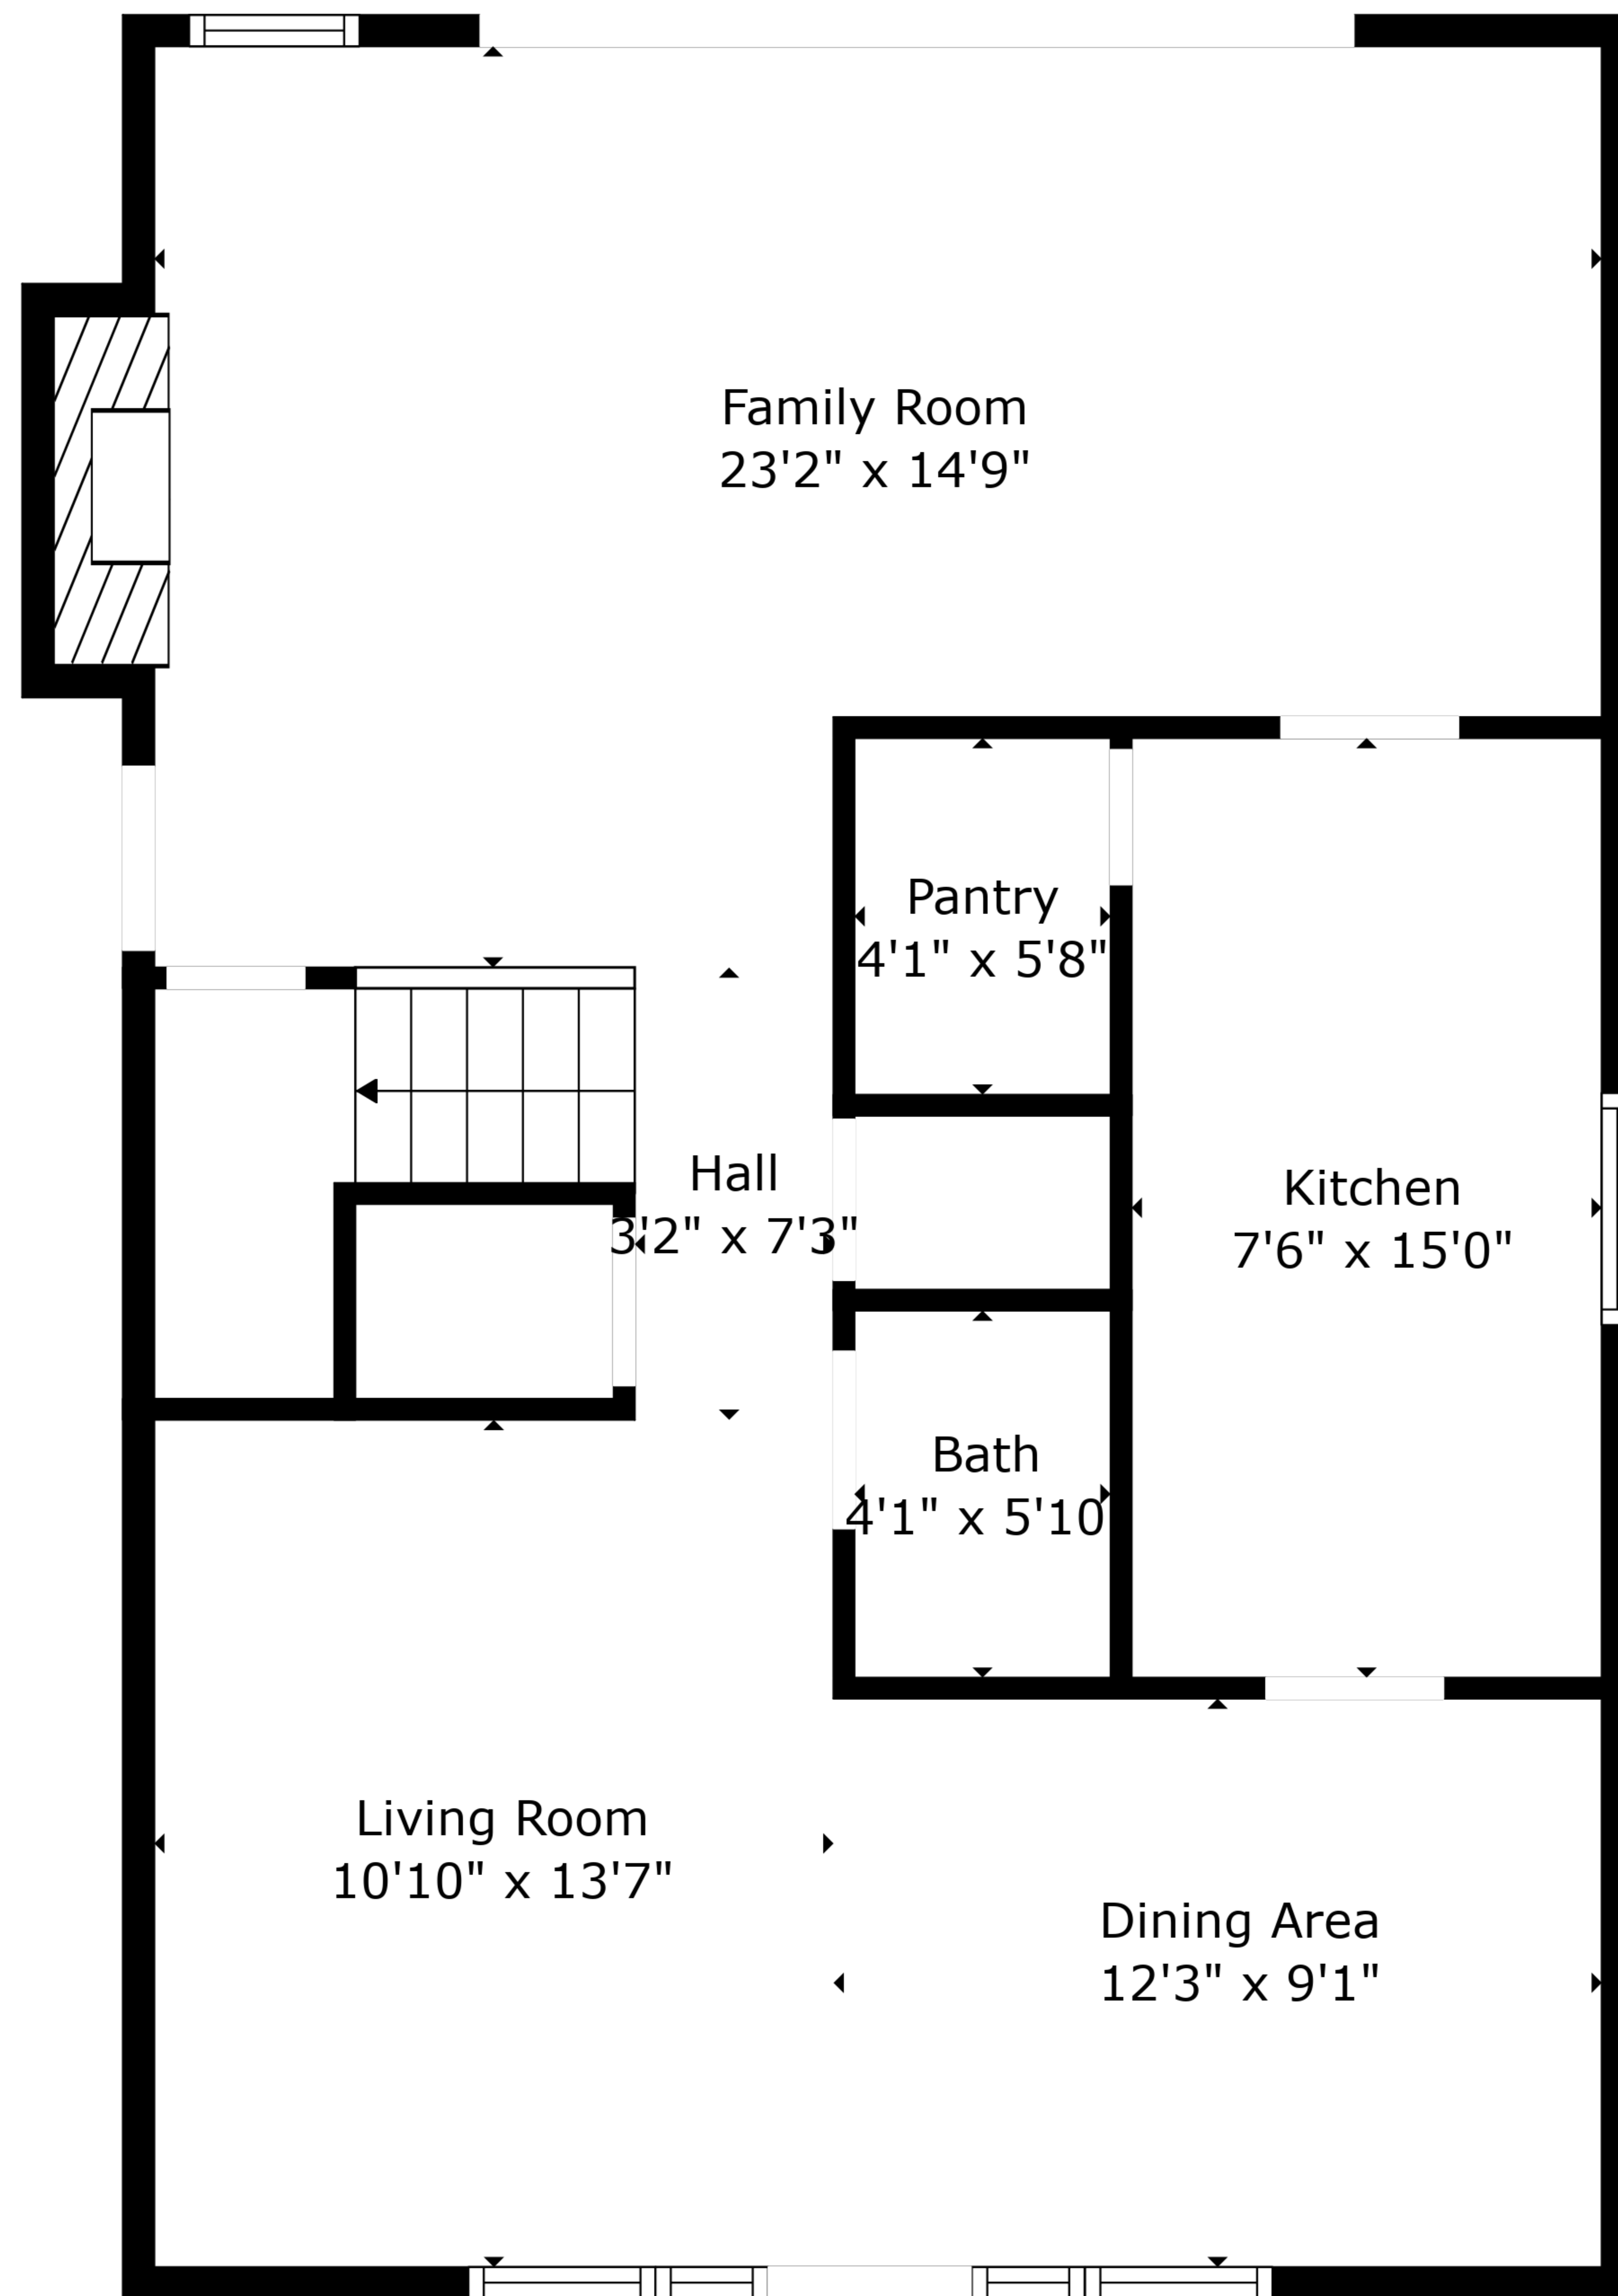 Family Room
23'2" x 14'9"
Pantry
4'1" x 5'8"
Hall
3'2" x 7'3"
Kitchen
7'6" x 15'0"
Bath
4'1" x 5'10
Living Room
10'10" x 13'7"
Dining Area
12'3" x 9'1"